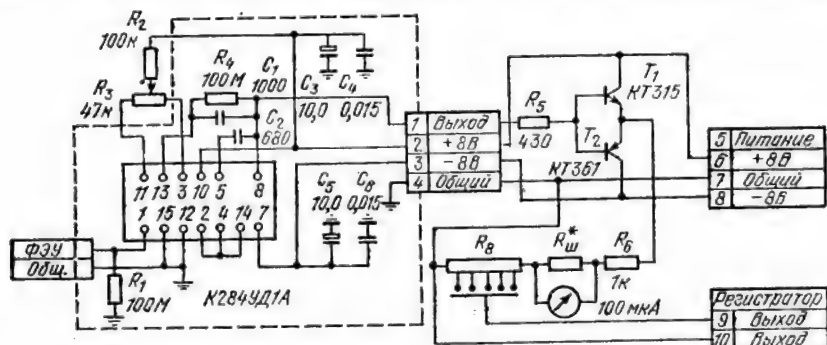 R₂
100к
R₃
47к
R₄
100М
C₁
1000
C₂
680
C₃
10,0
C₄
0,015
11 13 3 10 5 8
1 15 12 2 4 14 7
ФЭУ
Общ.
R₁
100М
К284УД1А
C₅
10,0
C₆
0,015
1 Выход
2 +8В
3 -8В
4 Общий
R₅
430
T₁
КТ315
T₂
КТ361
5 Питание
6 +8В
7 Общий
8 -8В
R₈
Rш*
R₆
1к
100 мкА
Регистратор
9 Выход
10 Выход